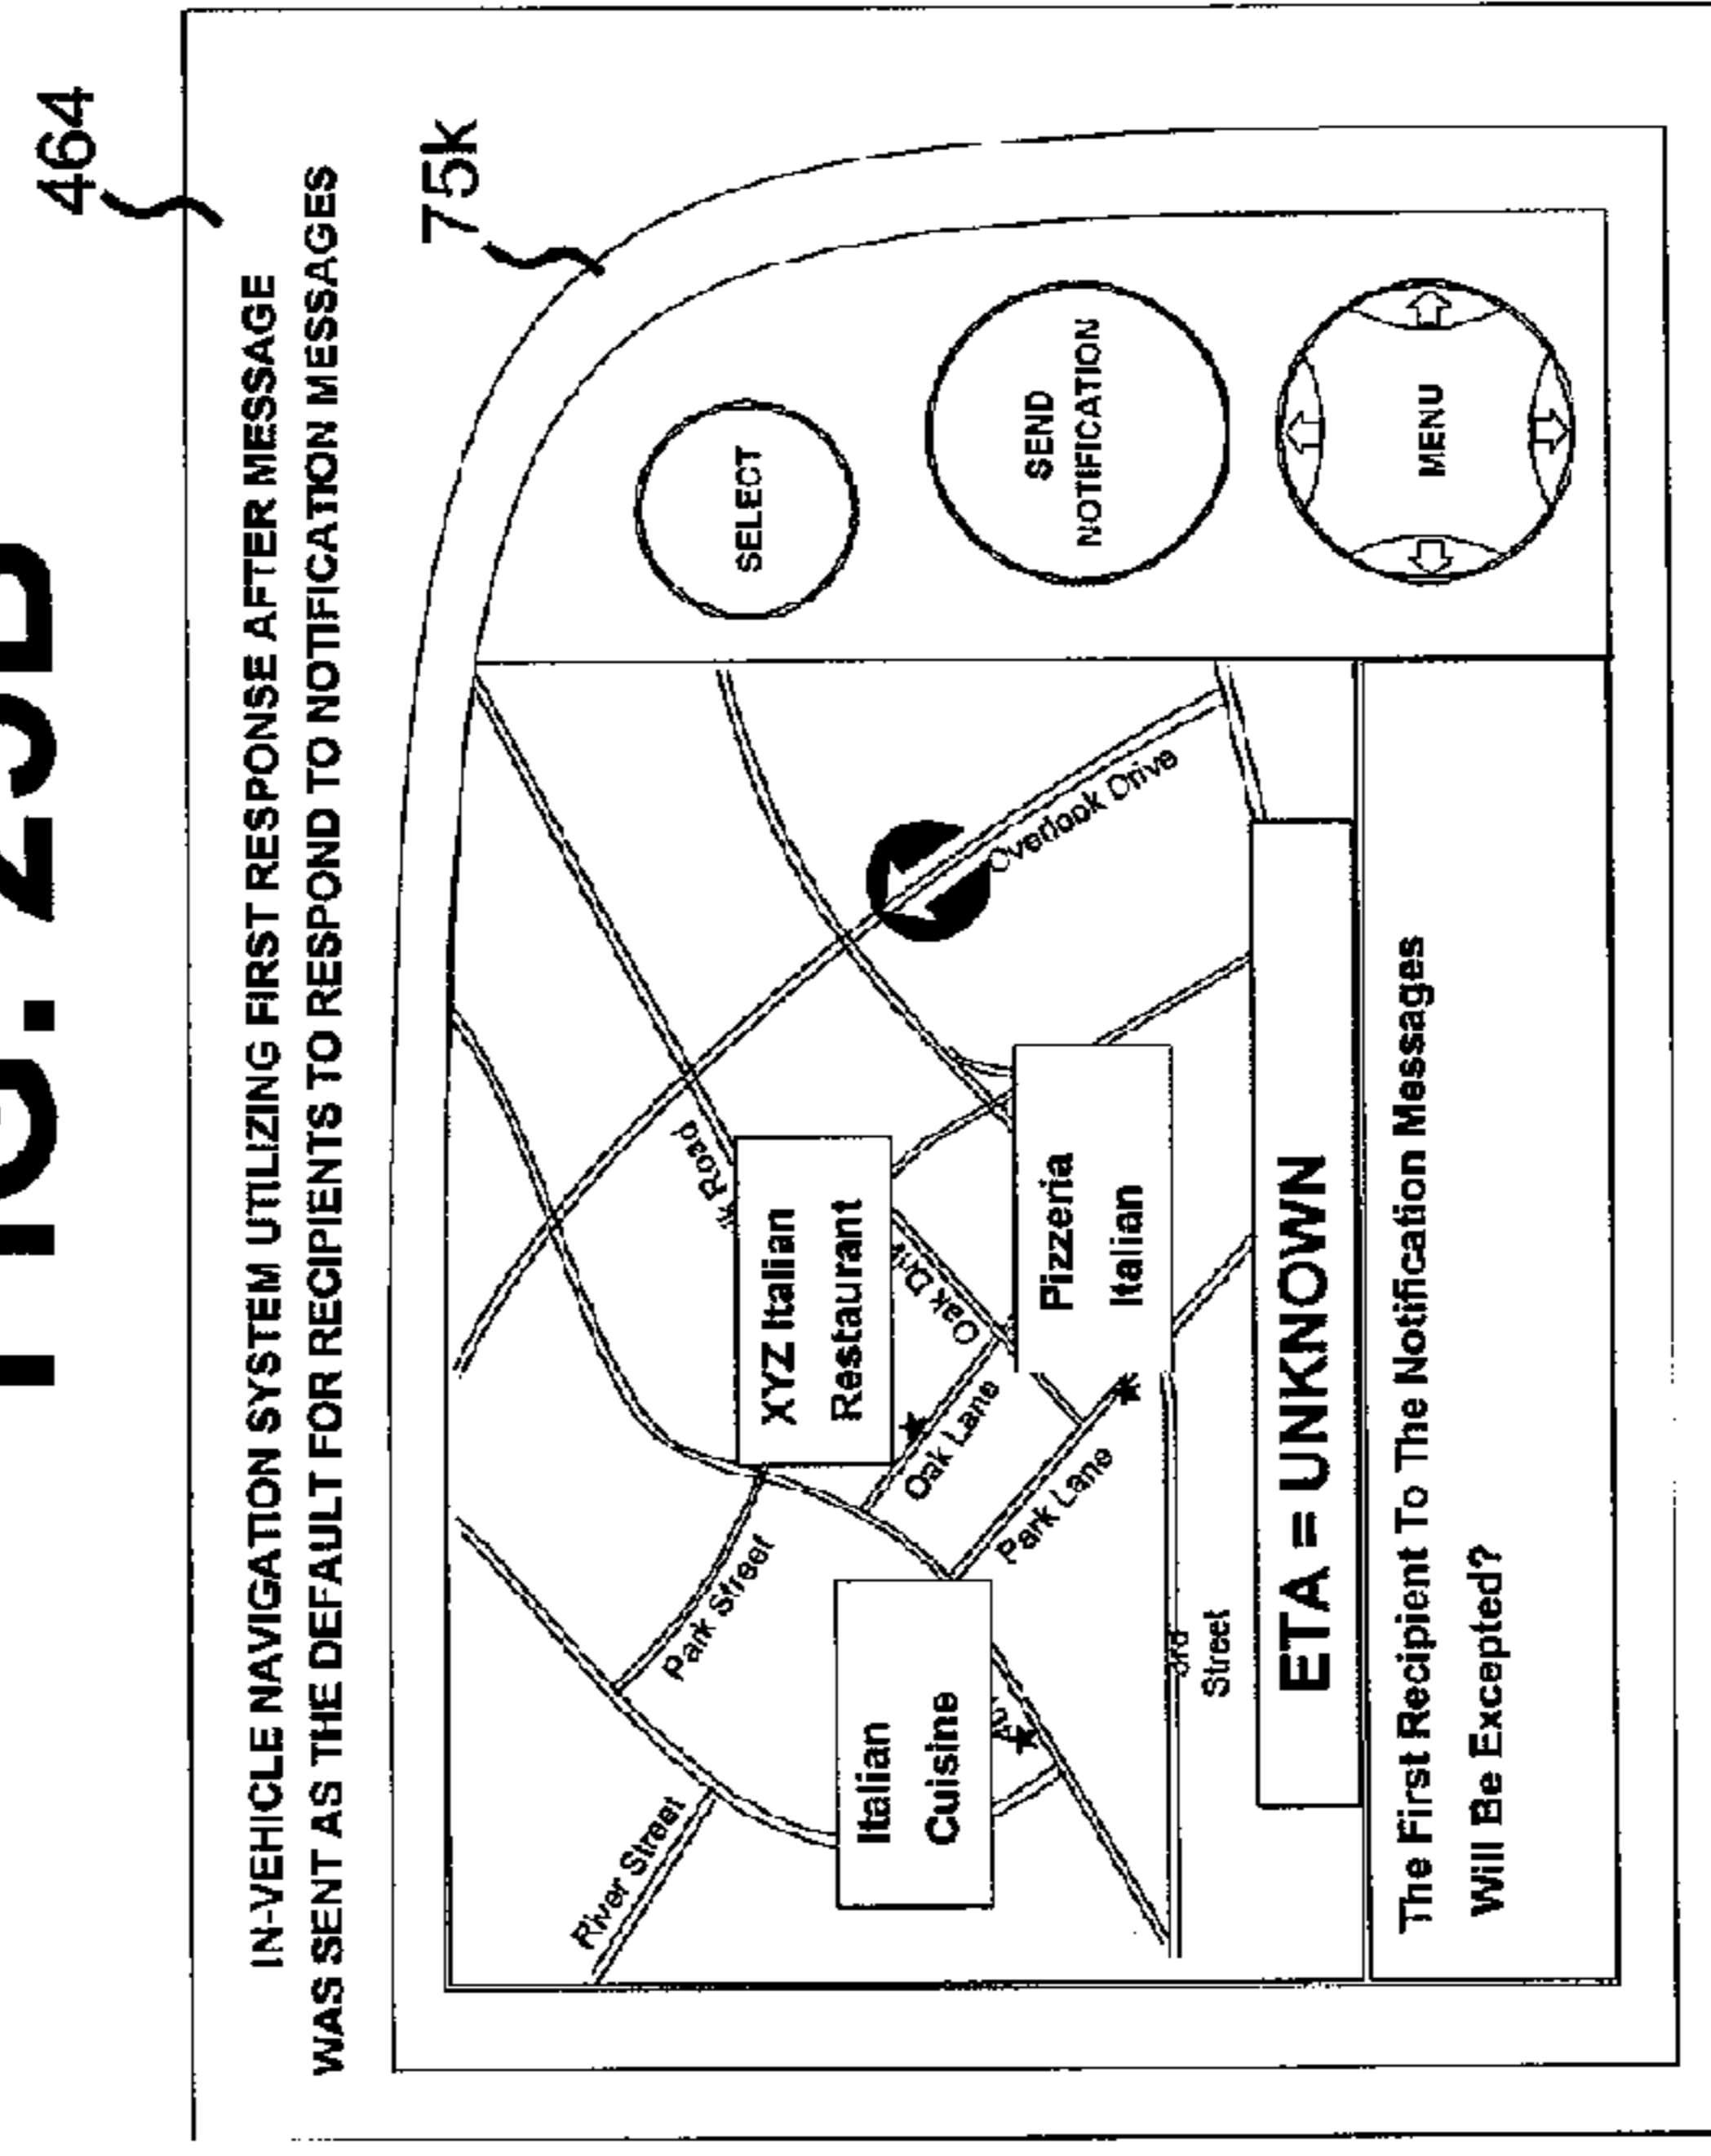 464
IN-VEHICLE NAVIGATION SYSTEM UTILIZING FIRST RESPONSE AFTER MESSAGE
WAS SENT AS THE DEFAULT FOR RECIPIENTS TO RESPOND TO NOTIFICATION MESSAGES
75k
River Street
Park Street
Road
XYZ Italian
Restaurant
Oak
Oak Lane
Overlook Drive
Italian
Cuisine
Park Lane
Pizzeria
Italian
3rd
Street
ETA = UNKNOWN
The First Recipient To The Notification Messages
Will Be Excepted?
SELECT
SEND
NOTIFICATION
MENU